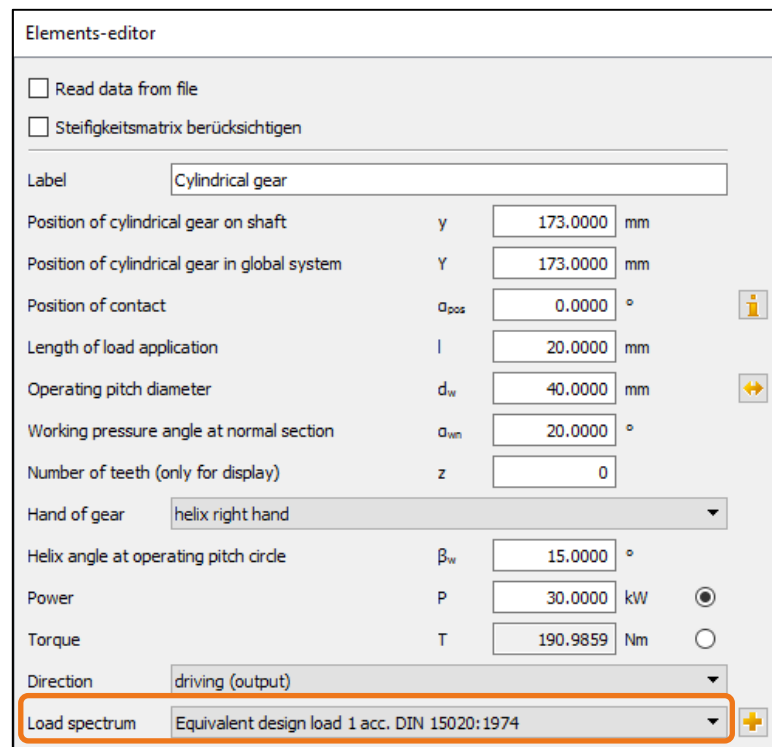 Elements-editor
Read data from file
Steifigkeitsmatrix berücksichtigen
Label Cylindrical gear
Position of cylindrical gear on shaft y 173.0000 mm
Position of cylindrical gear in global system Y 173.0000 mm
Position of contact αpos 0.0000 °
Length of load application l 20.0000 mm
Operating pitch diameter dw 40.0000 mm
Working pressure angle at normal section αwn 20.0000 °
Number of teeth (only for display) z 0
Hand of gear helix right hand
Helix angle at operating pitch circle βw 15.0000 °
Power P 30.0000 kW
Torque T 190.9859 Nm
Direction driving (output)
Load spectrum Equivalent design load 1 acc. DIN 15020:1974